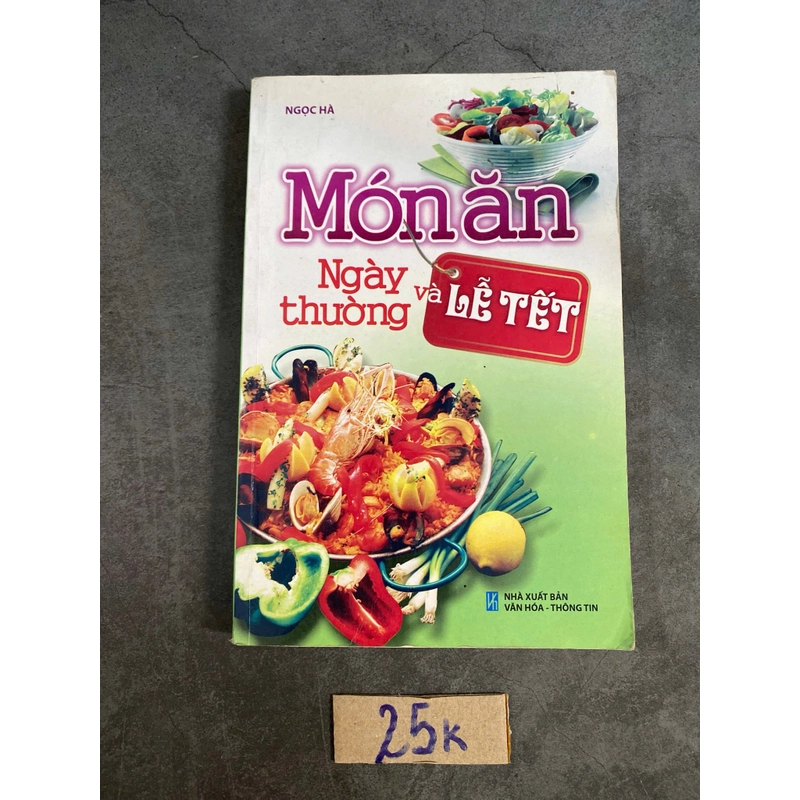 NGỌC HÀ
Món ăn
Ngày thường
và
LỄ TẾT
NHÀ XUẤT BẢN
VĂN HÓA - THÔNG TIN
25K